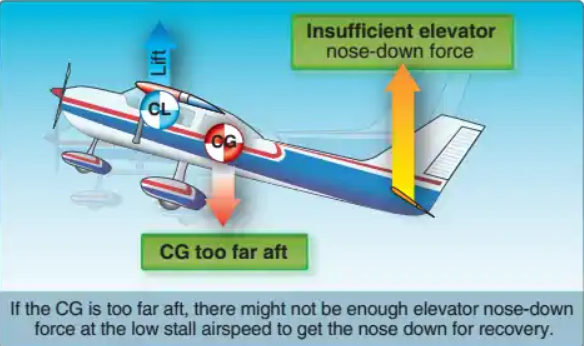 Insufficient elevator
nose-down force
Lift
CL
CG
CG too far aft
If the CG is too far aft, there might not be enough elevator nose-down
force at the low stall airspeed to get the nose down for recovery.